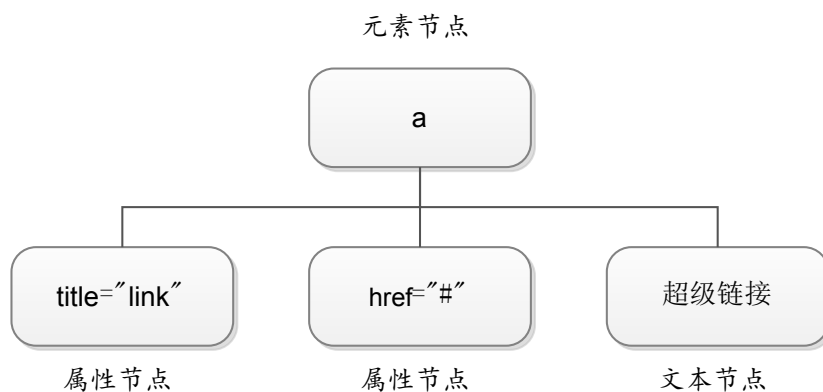 元素节点
a
title="link"
href="#"
超级链接
属性节点
属性节点
文本节点